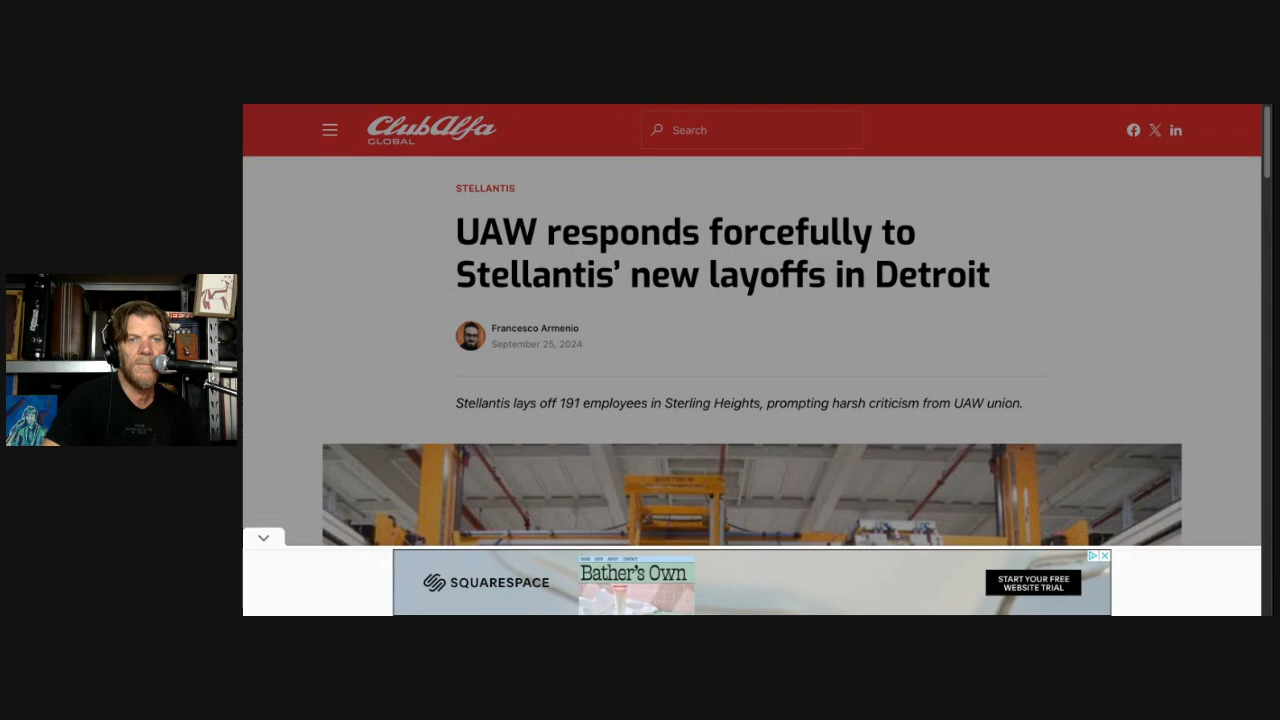 ClubAlfa
GLOBAL
Search
STELLANTIS
UAW responds forcefully to
Stellantis’ new layoffs in Detroit
Francesco Armenio
September 25, 2024
Stellantis lays off 191 employees in Sterling Heights, prompting harsh criticism from UAW union.
SQUARESPACE
Bather's Own
START YOUR FREE
WEBSITE TRIAL